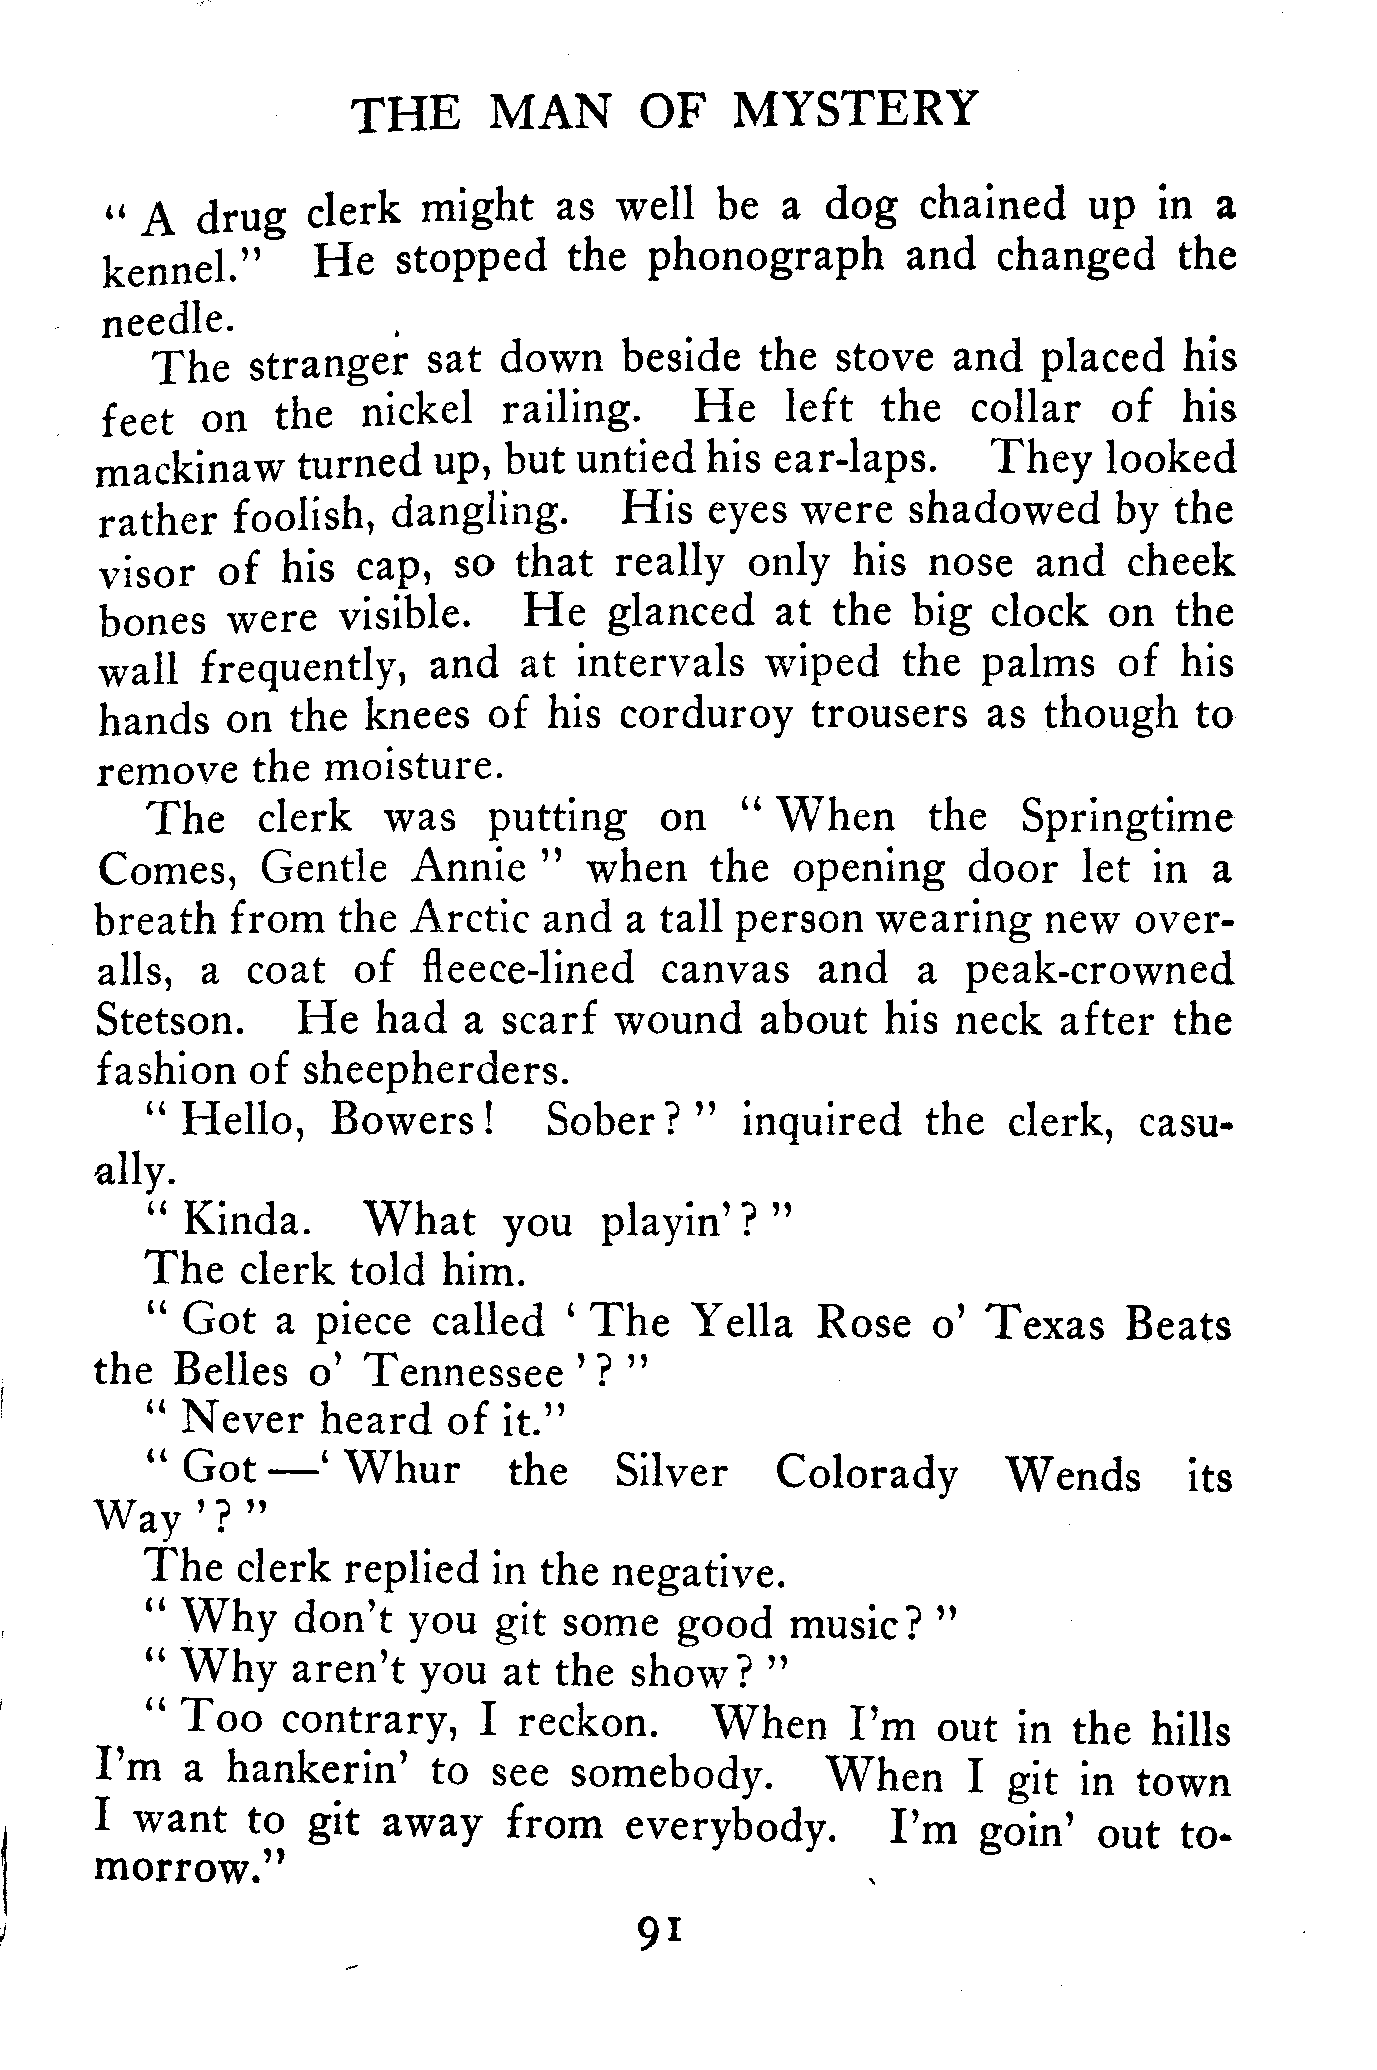 THE MAN OF MYSTERY
“ A drug clerk might as well be a dog chained up in a
kennel.” He stopped the phonograph and changed the
needle.
The stranger sat down beside the stove and placed his
feet on the nickel railing. He left the collar of his
mackinaw turned up, but untied his ear-laps. They looked
rather foolish, dangling. His eyes were shadowed by the
visor of his cap, so that really only his nose and cheek
bones were visible. He glanced at the big clock on the
wall frequently, and at intervals wiped the palms of his
hands on the knees of his corduroy trousers as though to
remove the moisture.
The clerk was putting on “ When the Springtime
Comes, Gentle Annie ” when the opening door let in a
breath from the Arctic and a tall person wearing new over-
alls, a coat of fleece-lined canvas and a peak-crowned
Stetson. He had a scarf wound about his neck after the
fashion of sheepherders.
“ Hello, Bowers! Sober? ” inquired the clerk, casu-
ally.
“ Kinda. What you playin’? ”
The clerk told him.
“ Got a piece called ‘ The Yella Rose o’ Texas Beats
the Belles o’ Tennessee ’? ”
“ Never heard of it.”
“ Got —‘ Whur the Silver Colorady Wends its
Way ’? ”
The clerk replied in the negative.
“ Why don’t you git some good music? ”
“ Why aren’t you at the show? ”
“ Too contrary, I reckon. When I’m out in the hills
I’m a hankerin’ to see somebody. When I git in town
I want to git away from everybody. I’m goin’ out to-
morrow.”
91